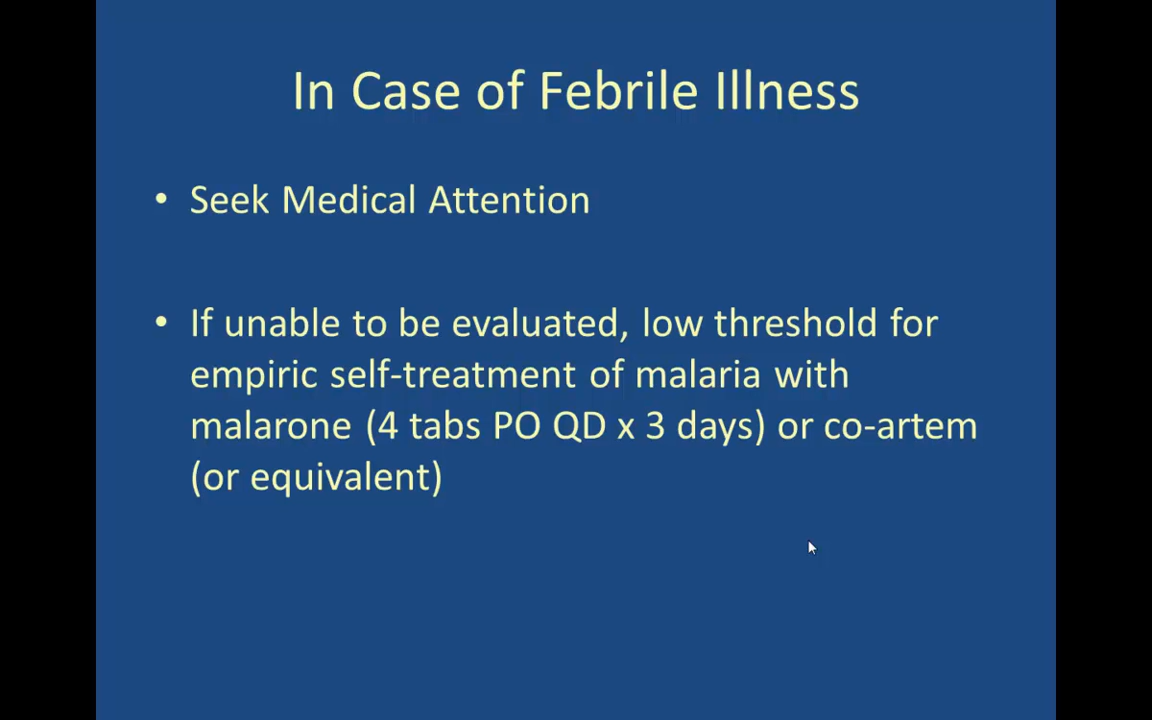 In Case of Febrile Illness
• Seek Medical Attention
• If unable to be evaluated, low threshold for
empiric self-treatment of malaria with
malarone (4 tabs PO QD x 3 days) or co-artem
(or equivalent)